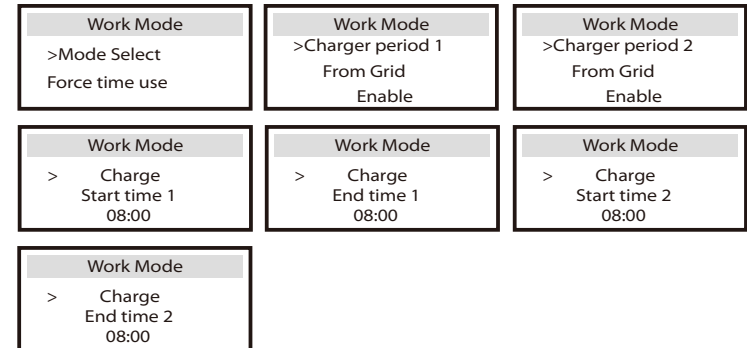 Work Mode
>Mode Select
Force time use
Work Mode
>Charger period 1
From Grid
Enable
Work Mode
>Charger period 2
From Grid
Enable
Work Mode
> Charge
Start time 1
08:00
Work Mode
> Charge
End time 1
08:00
Work Mode
> Charge
Start time 2
08:00
Work Mode
> Charge
End time 2
08:00